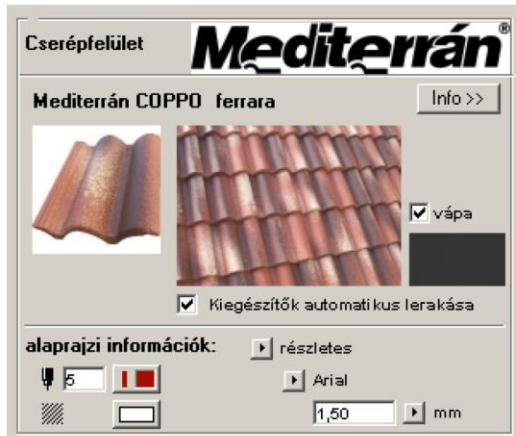 Cserépfelület
Mediterrán®
Mediterrán COPPO ferrara
Info >>
vápa
Kiegészítők automatikus lerakása
alaprajzi információk:
részletes
5
Arial
1,50 mm